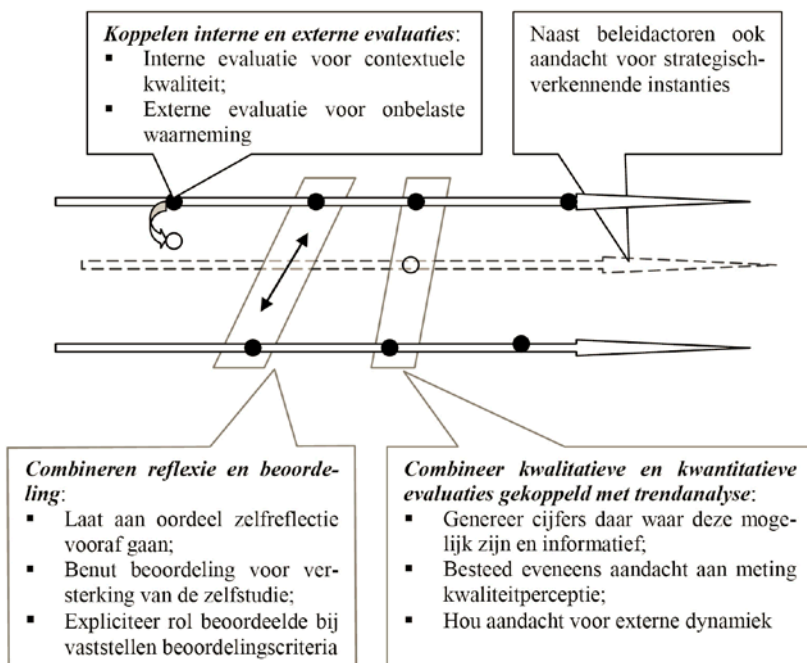 Koppelen interne en externe evaluaties:
▪ Interne evaluatie voor contextuele
kwaliteit;
▪ Externe evaluatie voor onbelaste
waarneming
Naast beleidactoren ook
aandacht voor strategisch-
verkennende instanties
Combineren reflexie en beoorde-
ling:
▪ Laat aan oordeel zelfreflectie
vooraf gaan;
▪ Benut beoordeling voor ver-
sterking van de zelfstudie;
▪ Expliciteer rol beoordeelde bij
vaststellen beoordelingscriteria
Combineer kwalitatieve en kwantitatieve
evaluaties gekoppeld met trendanalyse:
▪ Genereer cijfers daar waar deze moge-
lijk zijn en informatief;
▪ Besteed eveneens aandacht aan meting
kwaliteitperceptie;
▪ Hou aandacht voor externe dynamiek